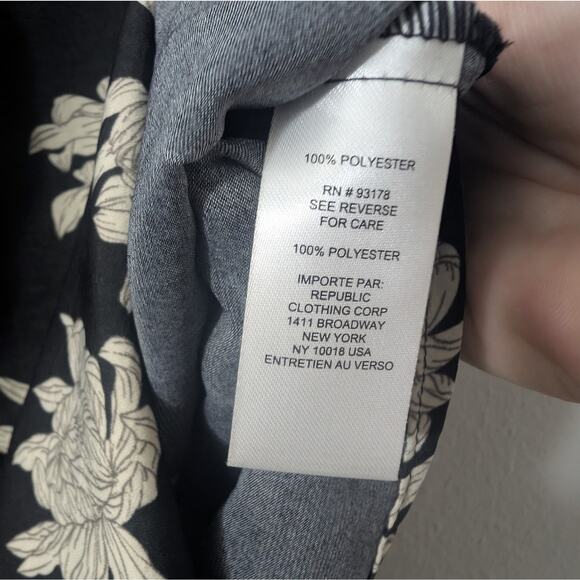 100% POLYESTER
RN # 93178
SEE REVERSE
FOR CARE
100% POLYESTER
IMPORTE PAR:
REPUBLIC
CLOTHING CORP
1411 BROADWAY
NEW YORK
NY 10018 USA
ENTRETIEN AU VERSO